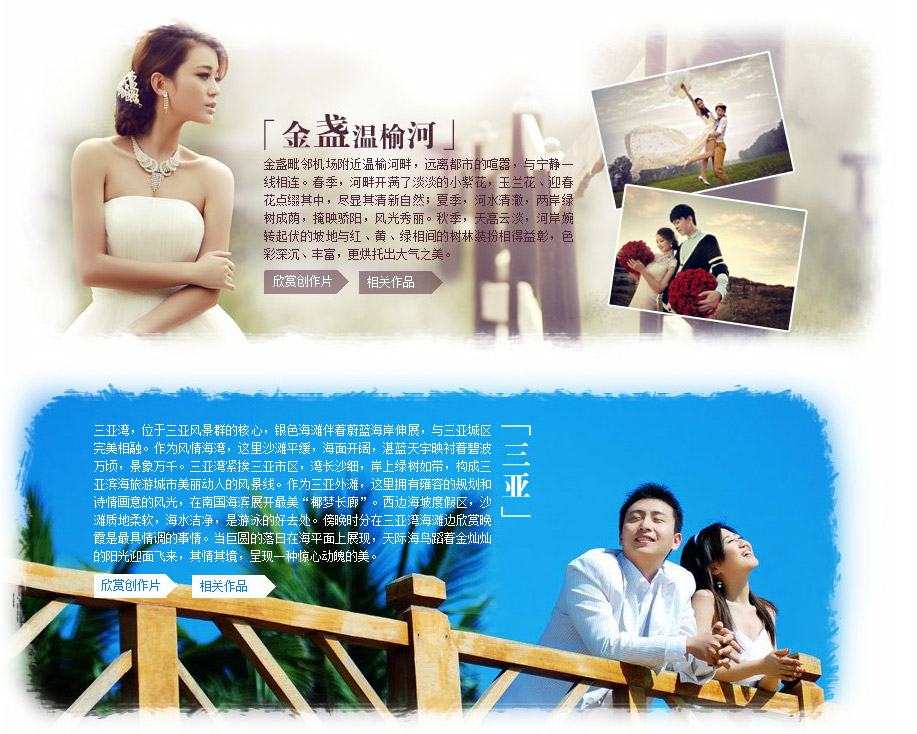 「金盏温榆河」
金盏毗邻机场附近温榆河畔，远离都市的喧嚣，与宁静一
线相连。春季，河畔开满了淡淡的小紫花，玉兰花、迎春
花点缀其中，尽显其清新自然；夏季，河水清澈，两岸绿
树成荫，掩映骄阳，风光秀丽。秋季，天高云淡，河岸婉
转起伏的坡地与红、黄、绿相间的树林装扮相得益彰，色
彩深沉、丰富，更烘托出大气之美。
欣赏创作片
相关作品
「三亚」
三亚湾，位于三亚风景群的核心，银色海滩伴着蔚蓝海岸伸展，与三亚城区
完美相融。作为风情海湾，这里沙滩平缓，海面开阔，湛蓝天宇映衬着碧波
万顷，景象万千。三亚湾紧挨三亚市区，湾长沙细，岸上绿树如带，构成三
亚滨海旅游城市美丽动人的风景线。作为三亚外滩，这里拥有雍容的规划和
诗情画意的风光，在南国海滨展开最美“椰梦长廊”。西边海坡度假区，沙
滩质地柔软，海水洁净，是游泳的好去处。傍晚时分在三亚湾海滩边欣赏晚
霞是最具情调的事情。当巨圆的落日在海平面上展现，天际海鸟蹈着金灿灿
的阳光迎面飞来，其情其境，呈现一种惊心动魄的美。
欣赏创作片
相关作品